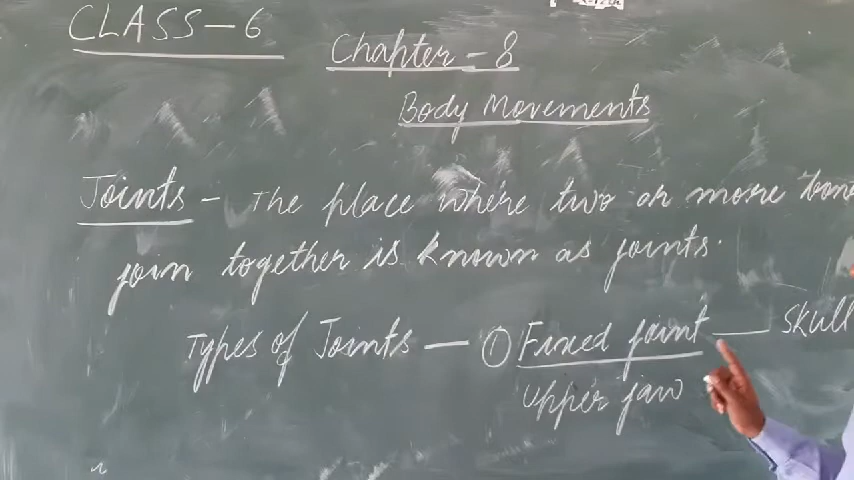 CLASS - 6
Chapter - 8
Body Movements
Joints - The place where two or more bone
join together is known as joints.
Types of Joints - ① Fixed joint - Skull
Upper jaw